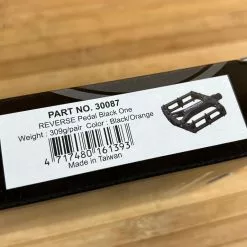 PART NO. 30087
REVERSE Pedal Black One
Weight : 309g/pair Color : Black/Orange
4 717480 161393
Made in Taiwan